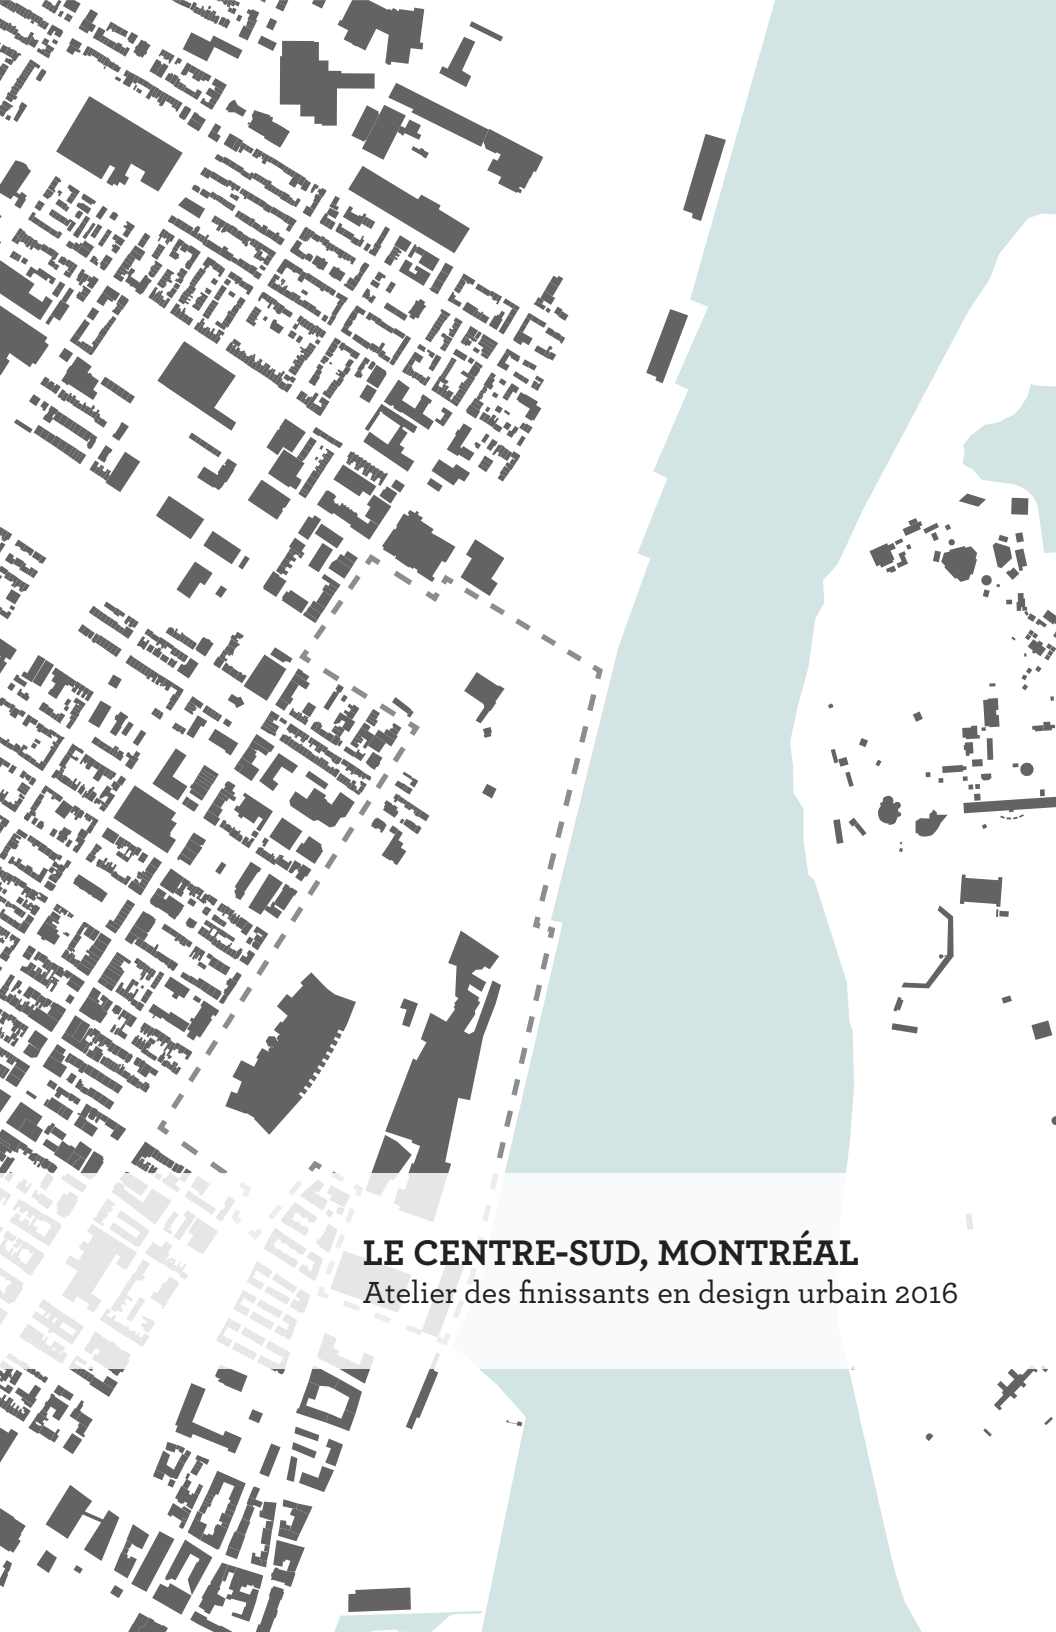 LE CENTRE-SUD, MONTRÉAL
Atelier des finissants en design urbain 2016